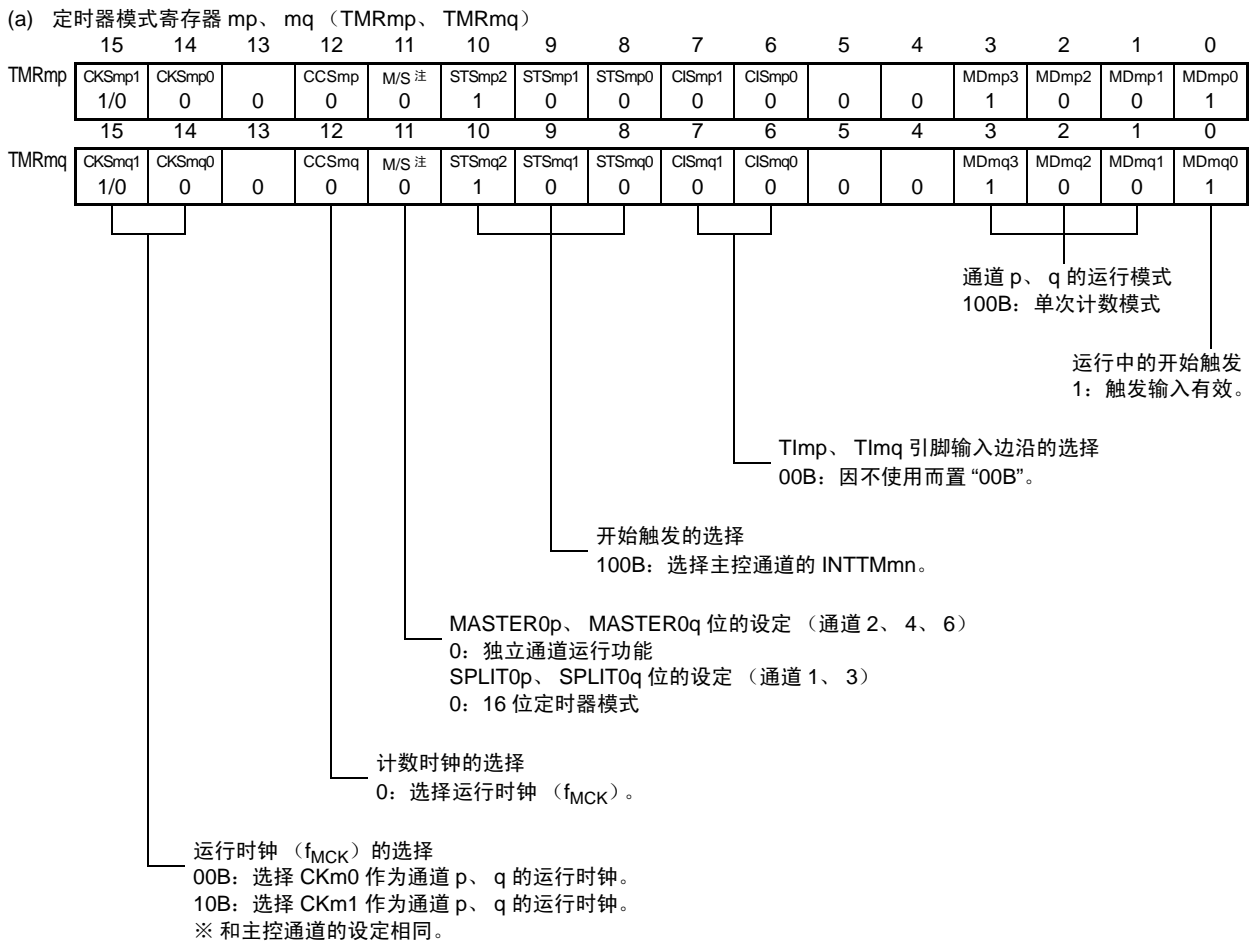 (a) 定时器模式寄存器 mp、 mq （TMRmp、 TMRmq）
15 14 13 12 11 10 9 8 7 6 5 4 3 2 1 0
TMRmp CKSmp1 CKSmp0 CCSmp M/S 注 STSmp2 STSmp1 STSmp0 CISmp1 CISmp0 MDmp3 MDmp2 MDmp1 MDmp0
1/0 0 0 0 0 1 0 0 0 0 0 0 1 0 0 1
15 14 13 12 11 10 9 8 7 6 5 4 3 2 1 0
TMRmq CKSmq1 CKSmq0 CCSmq M/S 注 STSmq2 STSmq1 STSmq0 CISmq1 CISmq0 MDmq3 MDmq2 MDmq1 MDmq0
1/0 0 0 0 0 1 0 0 0 0 0 0 1 0 0 1
通道 p、 q 的运行模式
100B：单次计数模式
运行中的开始触发
1：触发输入有效。
TImp、 TImq 引脚输入边沿的选择
00B：因不使用而置 “00B”。
开始触发的选择
100B：选择主控通道的 INTTMmn。
MASTER0p、 MASTER0q 位的设定 （通道 2、 4、 6）
0：独立通道运行功能
SPLIT0p、 SPLIT0q 位的设定 （通道 1、 3）
0：16 位定时器模式
计数时钟的选择
0：选择运行时钟 （fMCK）。
运行时钟 （fMCK）的选择
00B：选择 CKm0 作为通道 p、 q 的运行时钟。
10B：选择 CKm1 作为通道 p、 q 的运行时钟。
※ 和主控通道的设定相同。